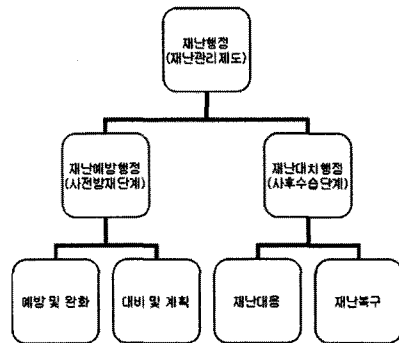 재난행정
(재난관리제도)
재난예방행정
(사전방재단계)
재난대치행정
(사후수습단계)
예방 및 완화
대비 및 계획
재난대응
재난복구